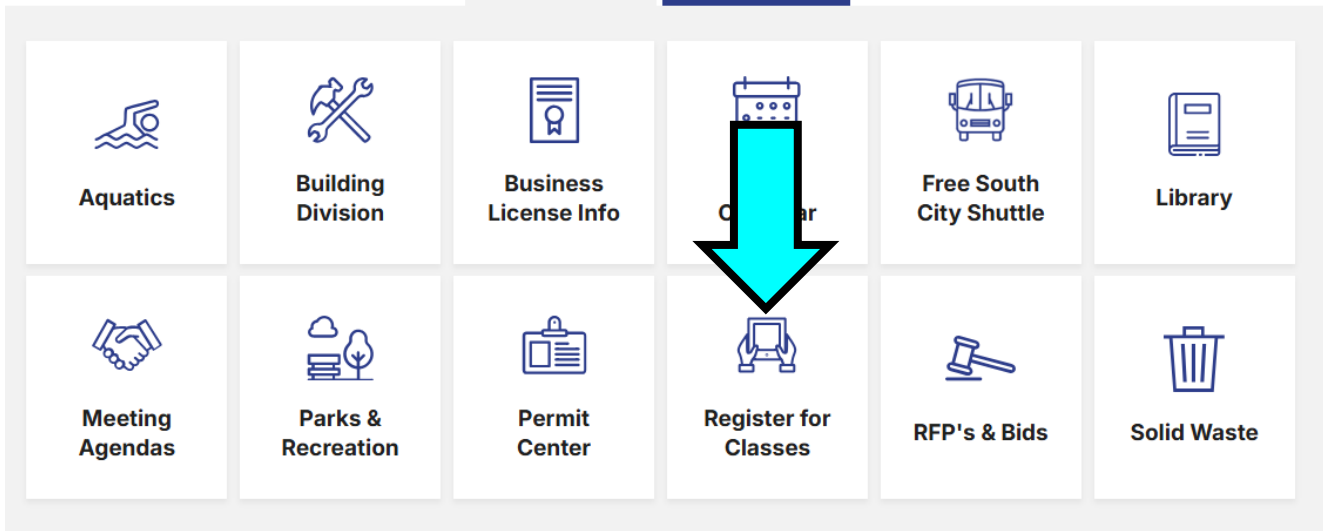 Aquatics
Building
Division
Business
License Info
Free South
City Shuttle
Library
Meeting
Agendas
Parks &
Recreation
Permit
Center
Register for
Classes
RFP's & Bids
Solid Waste